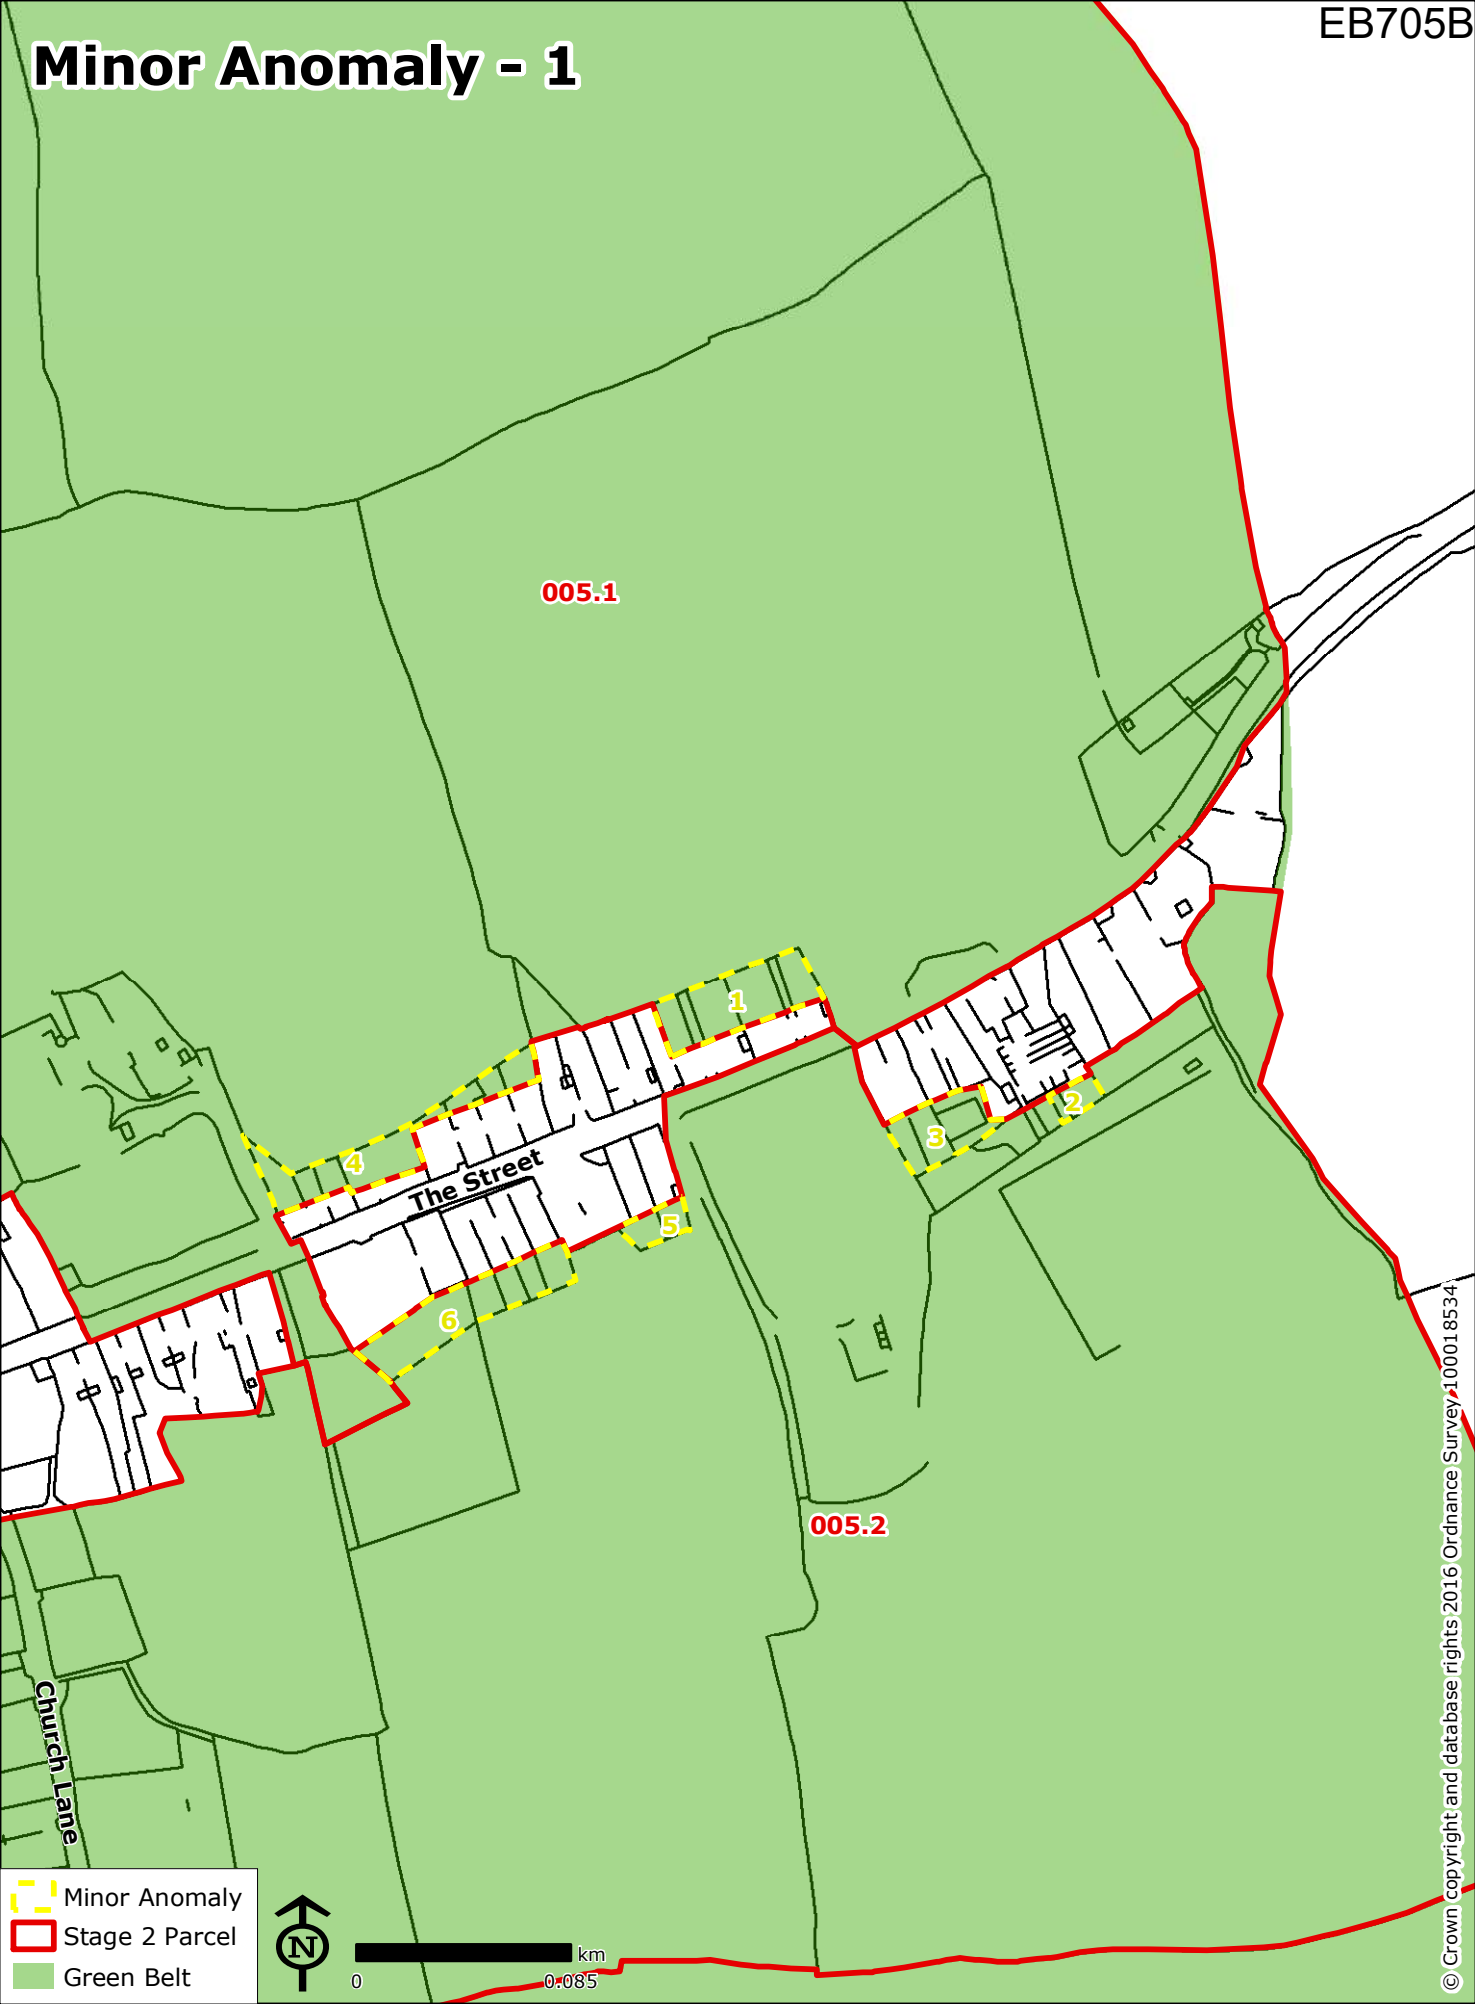 EB705B
Minor Anomaly - 1
005.1
1
2
3
4
The Street
5
6
005.2
Church Lane
Minor Anomaly
Stage 2 Parcel
Green Belt
N
km
0
0.085
© Crown copyright and database rights 2016 Ordnance Survey 100018534